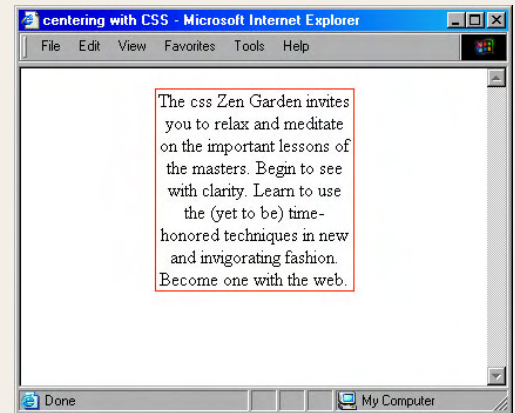 centering with CSS - Microsoft Internet Explorer
File Edit View Favorites Tools Help
The css Zen Garden invites
you to relax and meditate
on the important lessons of
the masters. Begin to see
with clarity. Learn to use
the (yet to be) time-
honored techniques in new
and invigorating fashion.
Become one with the web.
Done My Computer